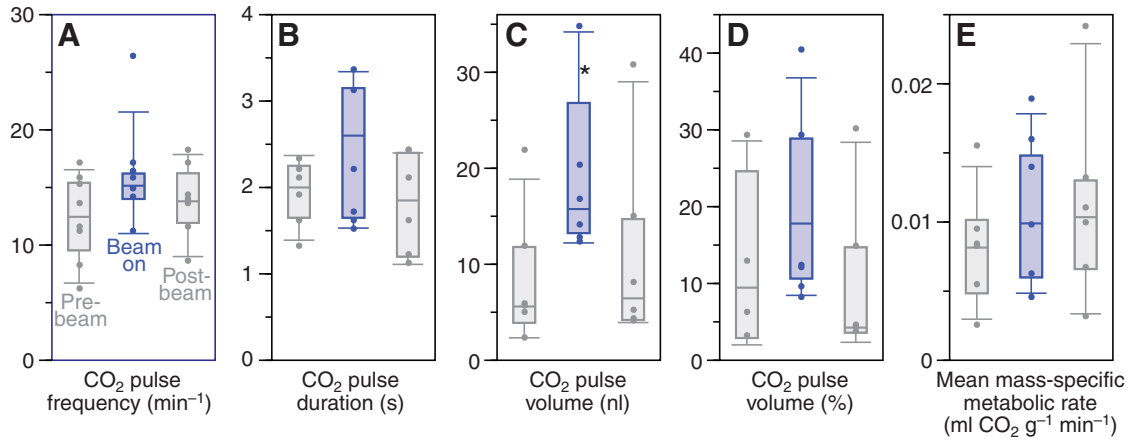 A
30
20
10
0
Pre-
beam
Beam
on
Post-
beam
CO₂ pulse
frequency (min⁻¹)
B
4
3
2
1
0
CO₂ pulse
duration (s)
C
30
20
10
0
*
CO₂ pulse
volume (nl)
D
40
30
20
10
0
CO₂ pulse
volume (%)
E
0.02
0.01
0
Mean mass-specific
metabolic rate
(ml CO₂ g⁻¹ min⁻¹)